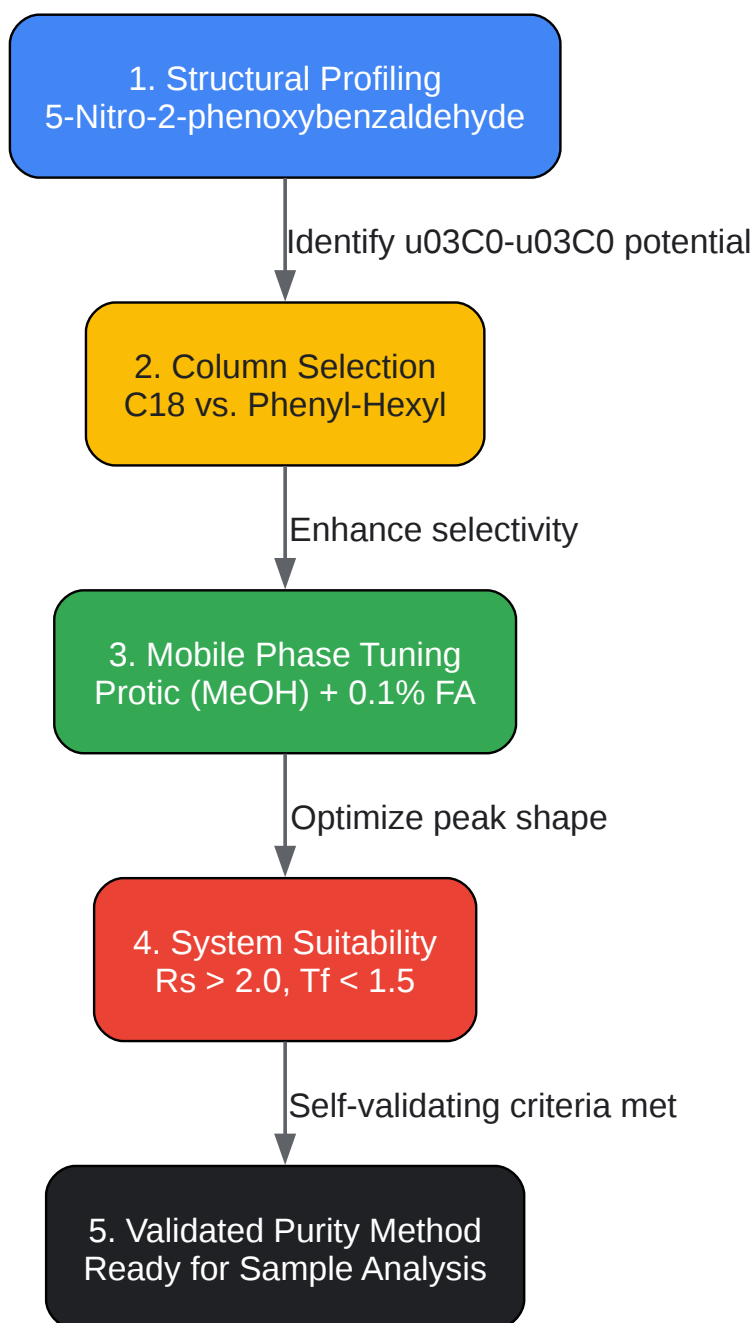 1. Structural Profiling
5-Nitro-2-phenoxybenzaldehyde
Identify u03C0-u03C0 potential
2. Column Selection
C18 vs. Phenyl-Hexyl
Enhance selectivity
3. Mobile Phase Tuning
Protic (MeOH) + 0.1% FA
Optimize peak shape
4. System Suitability
Rs > 2.0, Tf < 1.5
Self-validating criteria met
5. Validated Purity Method
Ready for Sample Analysis